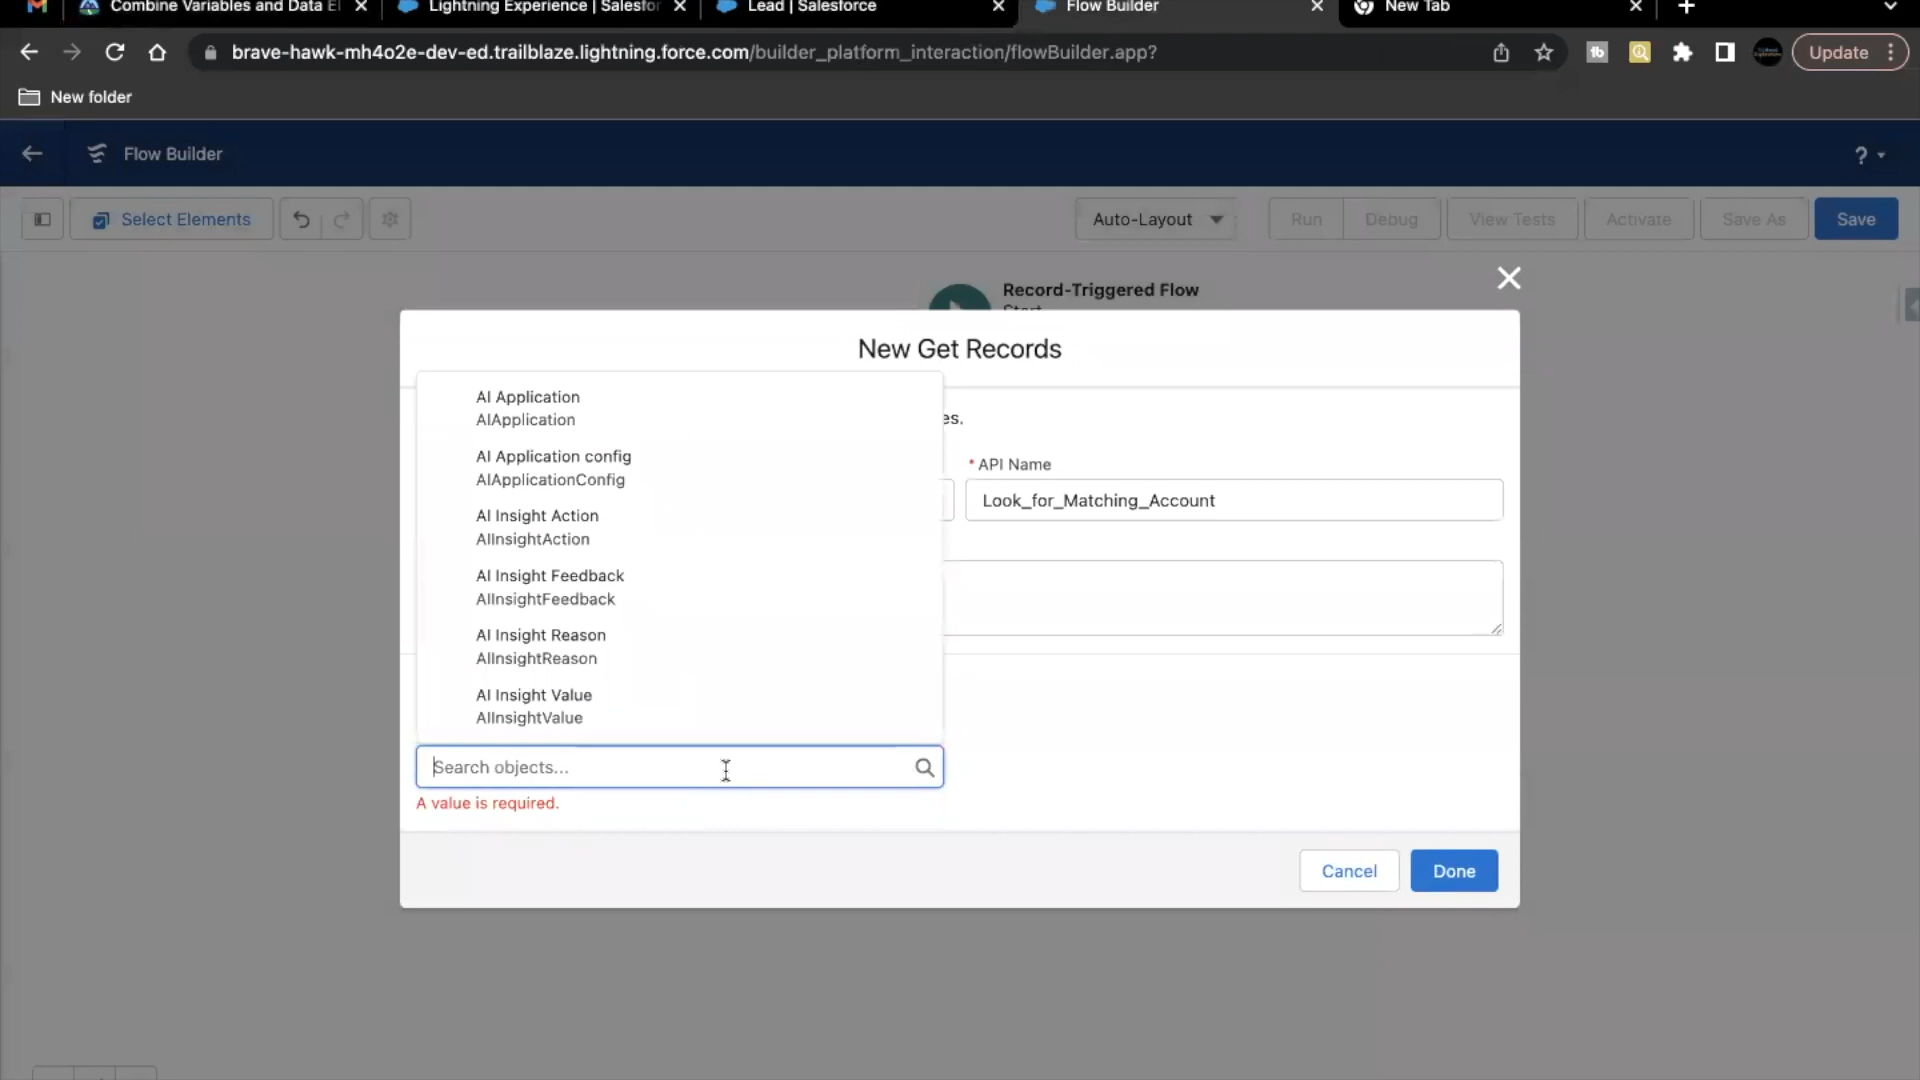 Combine Variables and Data El
Lightning Experience | Salesfor
Lead | Salesforce
Flow Builder
New Tab
brave-hawk-mh4o2e-dev-ed.trailblaze.lightning.force.com/builder_platform_interaction/flowBuilder.app?
Update
New folder
Flow Builder
?
Select Elements
Auto-Layout
Run
Debug
View Tests
Activate
Save As
Save
Record-Triggered Flow
Start
New Get Records
AI Application
AIApplication
es.
AI Application config
AIApplicationConfig
* API Name
Look_for_Matching_Account
AI Insight Action
AIInsightAction
AI Insight Feedback
AIInsightFeedback
AI Insight Reason
AIInsightReason
AI Insight Value
AIInsightValue
Search objects...
A value is required.
Cancel
Done